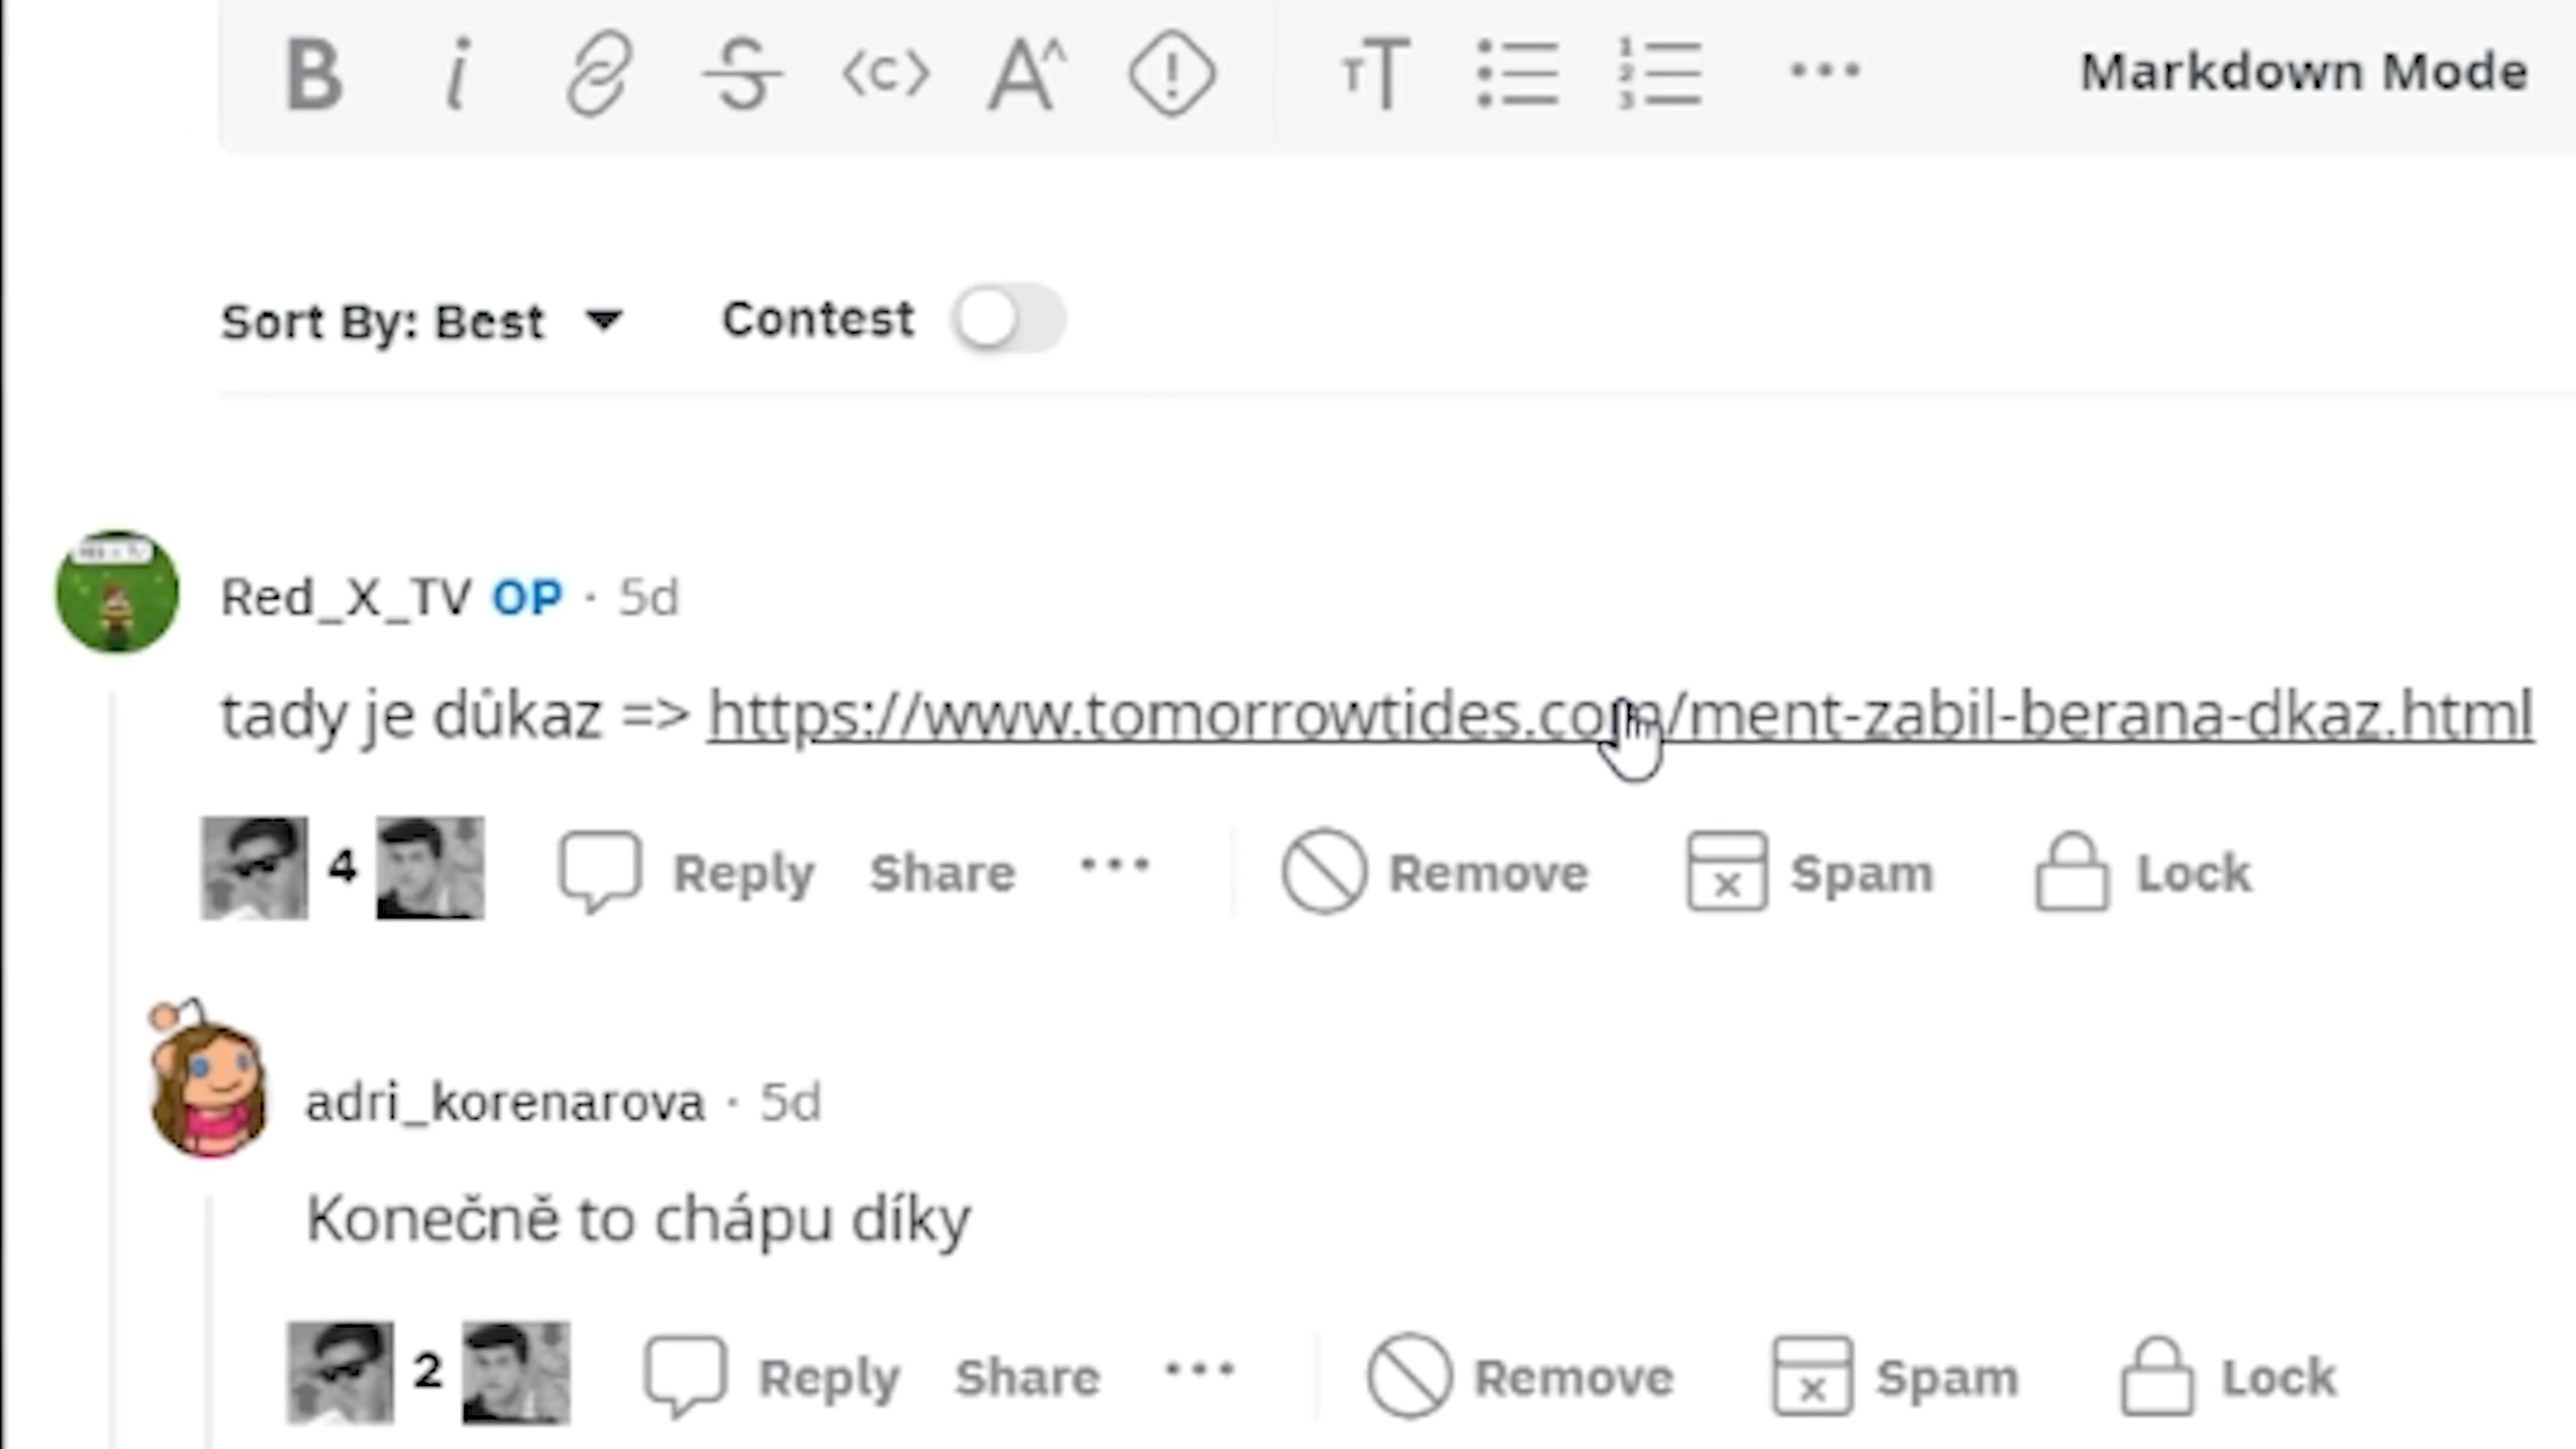 B i <c> A^ TT Markdown Mode
Sort By: Best Contest
Red_X_TV OP · 5d
tady je důkaz => https://www.tomorrowtides.com/ment-zabil-berana-dkaz.html
4 Reply Share ... Remove Spam Lock
adri_korenarova · 5d
Konečně to chápu díky
2 Reply Share ... Remove Spam Lock